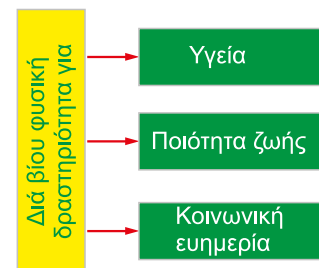 Διά βίου φυσική
δραστηριότητα για
Υγεία
Ποιότητα ζωής
Κοινωνική
ευημερία